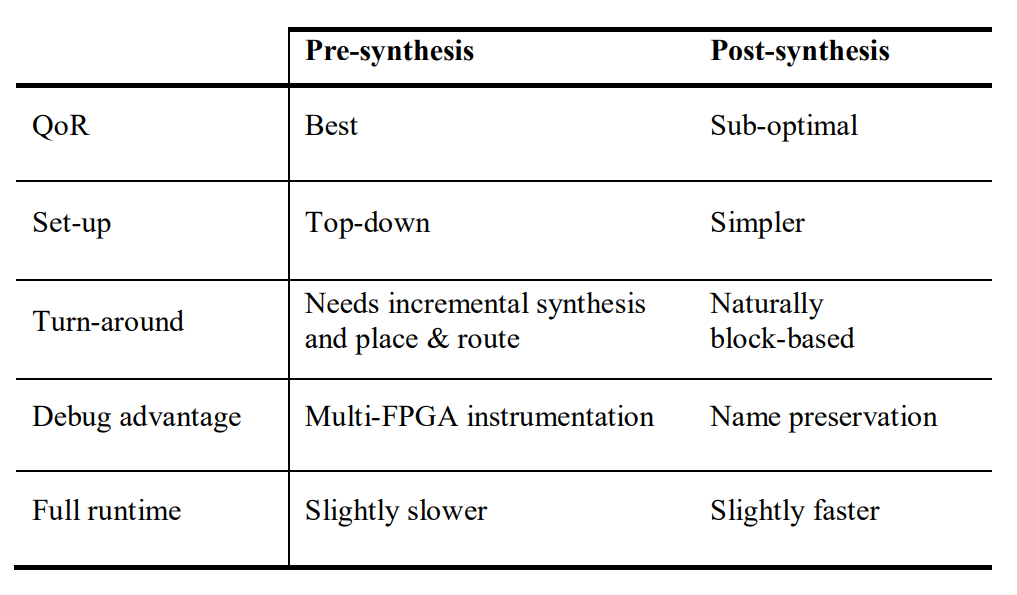 Pre-synthesis Post-synthesis
QoR Best Sub-optimal
Set-up Top-down Simpler
Turn-around Needs incremental synthesis and place & route Naturally block-based
Debug advantage Multi-FPGA instrumentation Name preservation
Full runtime Slightly slower Slightly faster